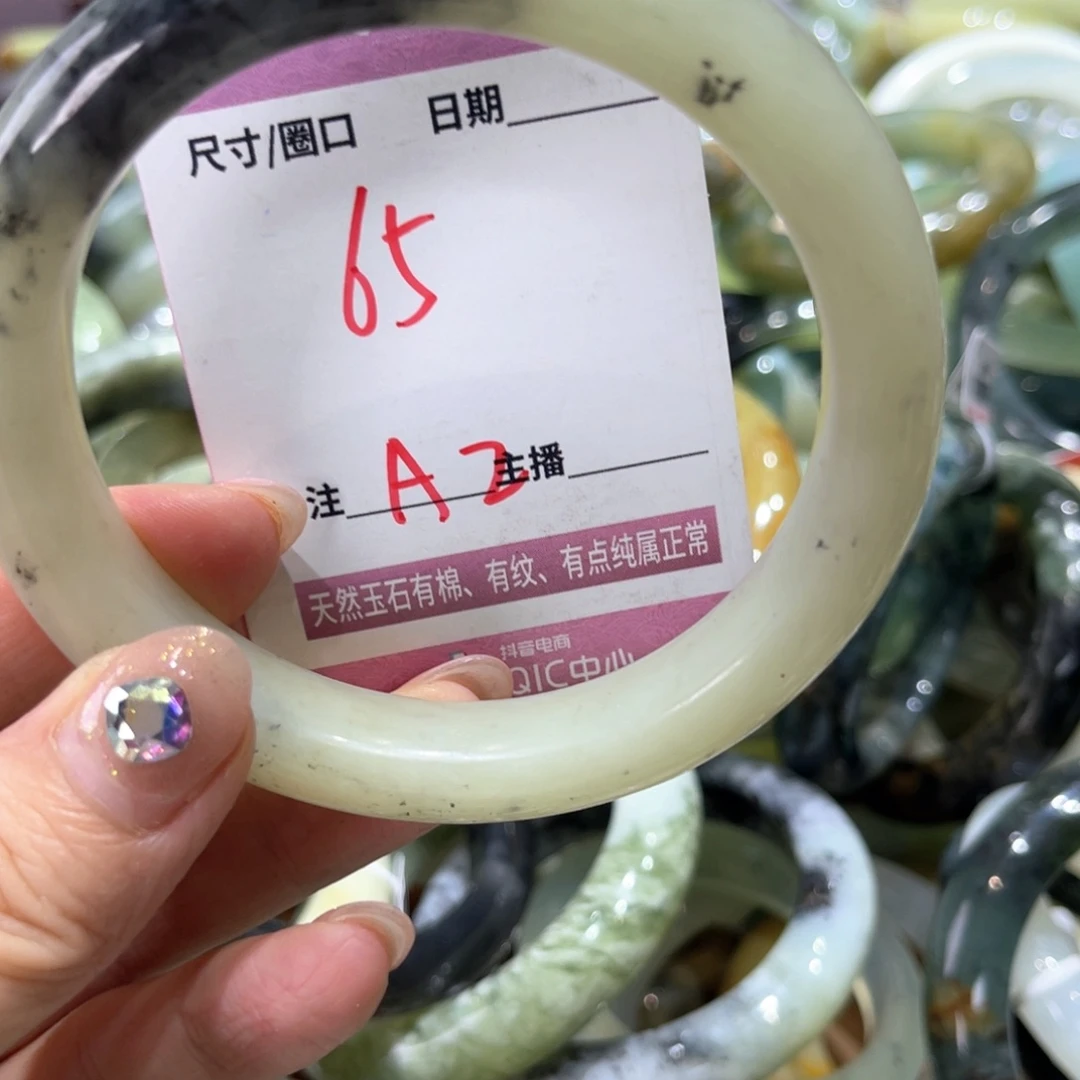 尺寸/圈口 日期
65
注 A2 主播
天然玉石有棉、有纹、有点纯属正常
抖音电商
QIC中心